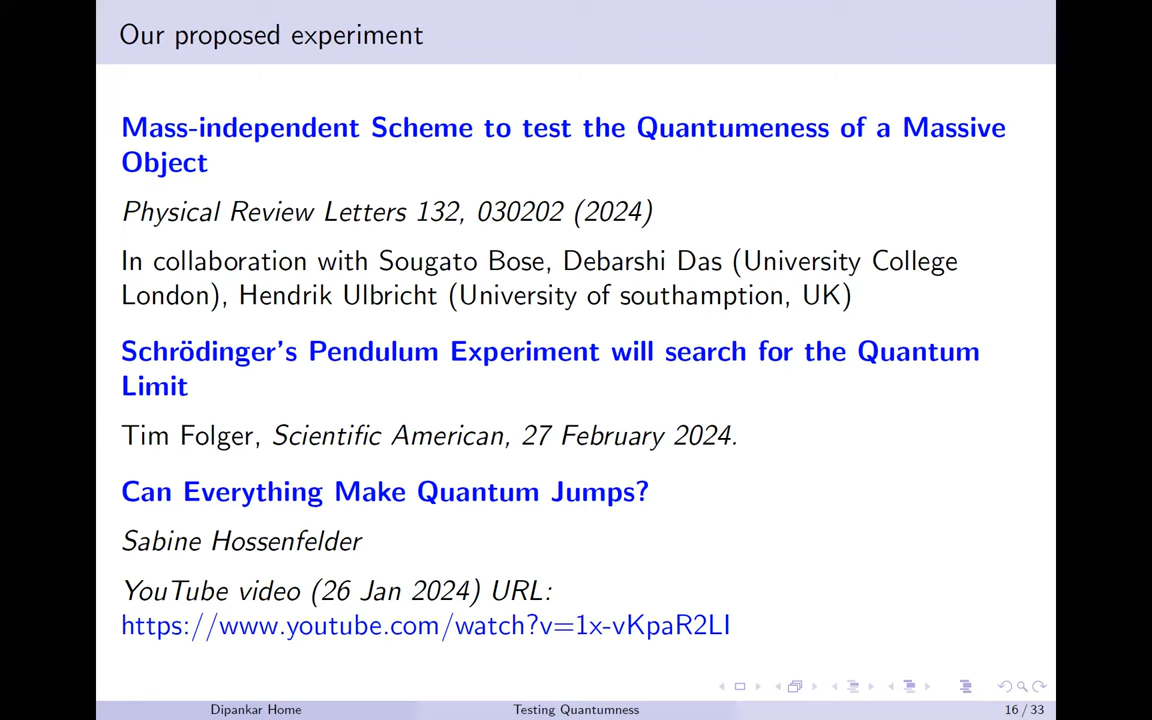 Our proposed experiment
Mass-independent Scheme to test the Quantumeness of a Massive
Object
Physical Review Letters 132, 030202 (2024)
In collaboration with Sougato Bose, Debarshi Das (University College
London), Hendrik Ulbricht (University of southamption, UK)
Schrödinger's Pendulum Experiment will search for the Quantum
Limit
Tim Folger, Scientific American, 27 February 2024.
Can Everything Make Quantum Jumps?
Sabine Hossenfelder
YouTube video (26 Jan 2024) URL:
https://www.youtube.com/watch?v=1x-vKpaR2LI
Dipankar Home Testing Quantumness 16 / 33